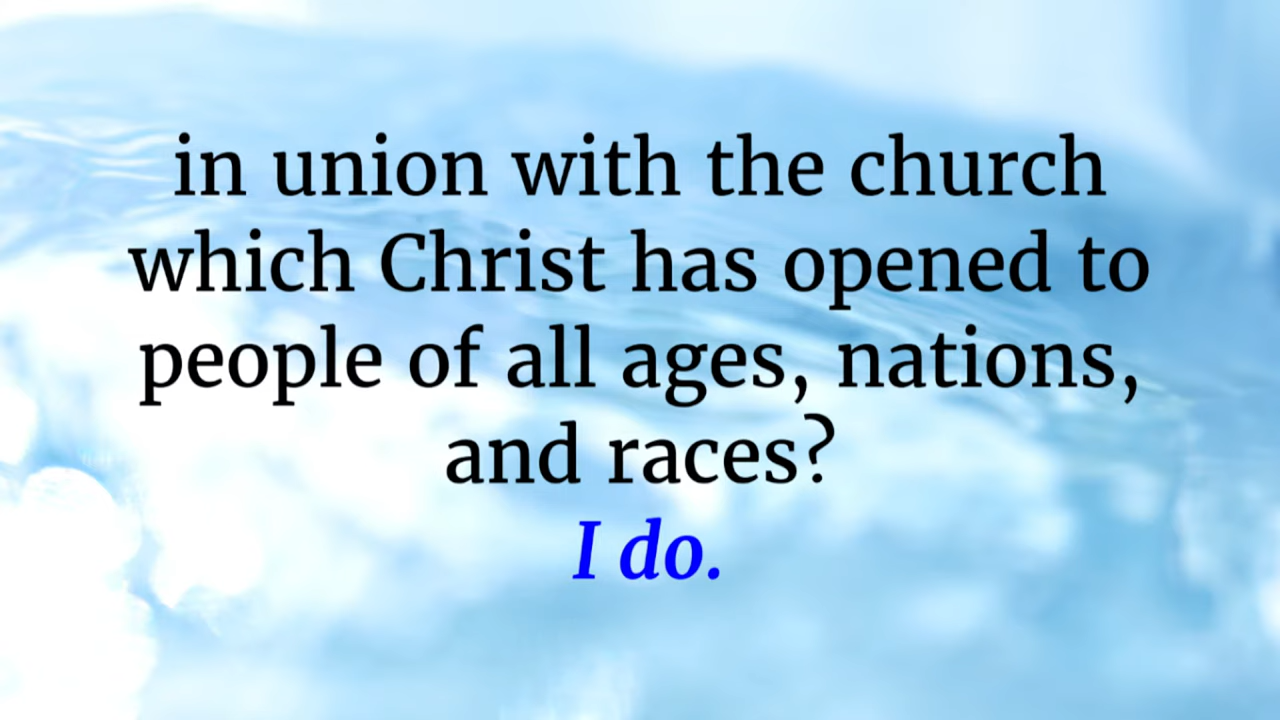 in union with the church
which Christ has opened to
people of all ages, nations,
and races?
I do.